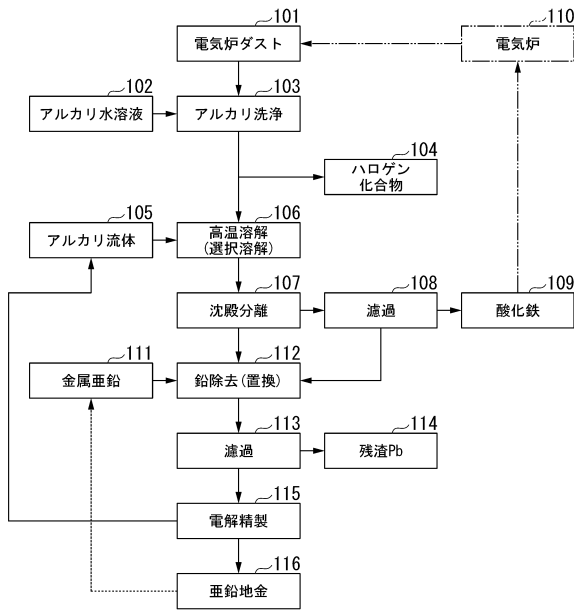 101
電気炉ダスト
110
電気炉
102
アルカリ水溶液
103
アルカリ洗浄
104
ハロゲン
化合物
105
アルカリ流体
106
高温溶解
(選択溶解)
107
沈殿分離
108
濾過
109
酸化鉄
111
金属亜鉛
112
鉛除去(置換)
113
濾過
114
残渣Pb
115
電解精製
116
亜鉛地金